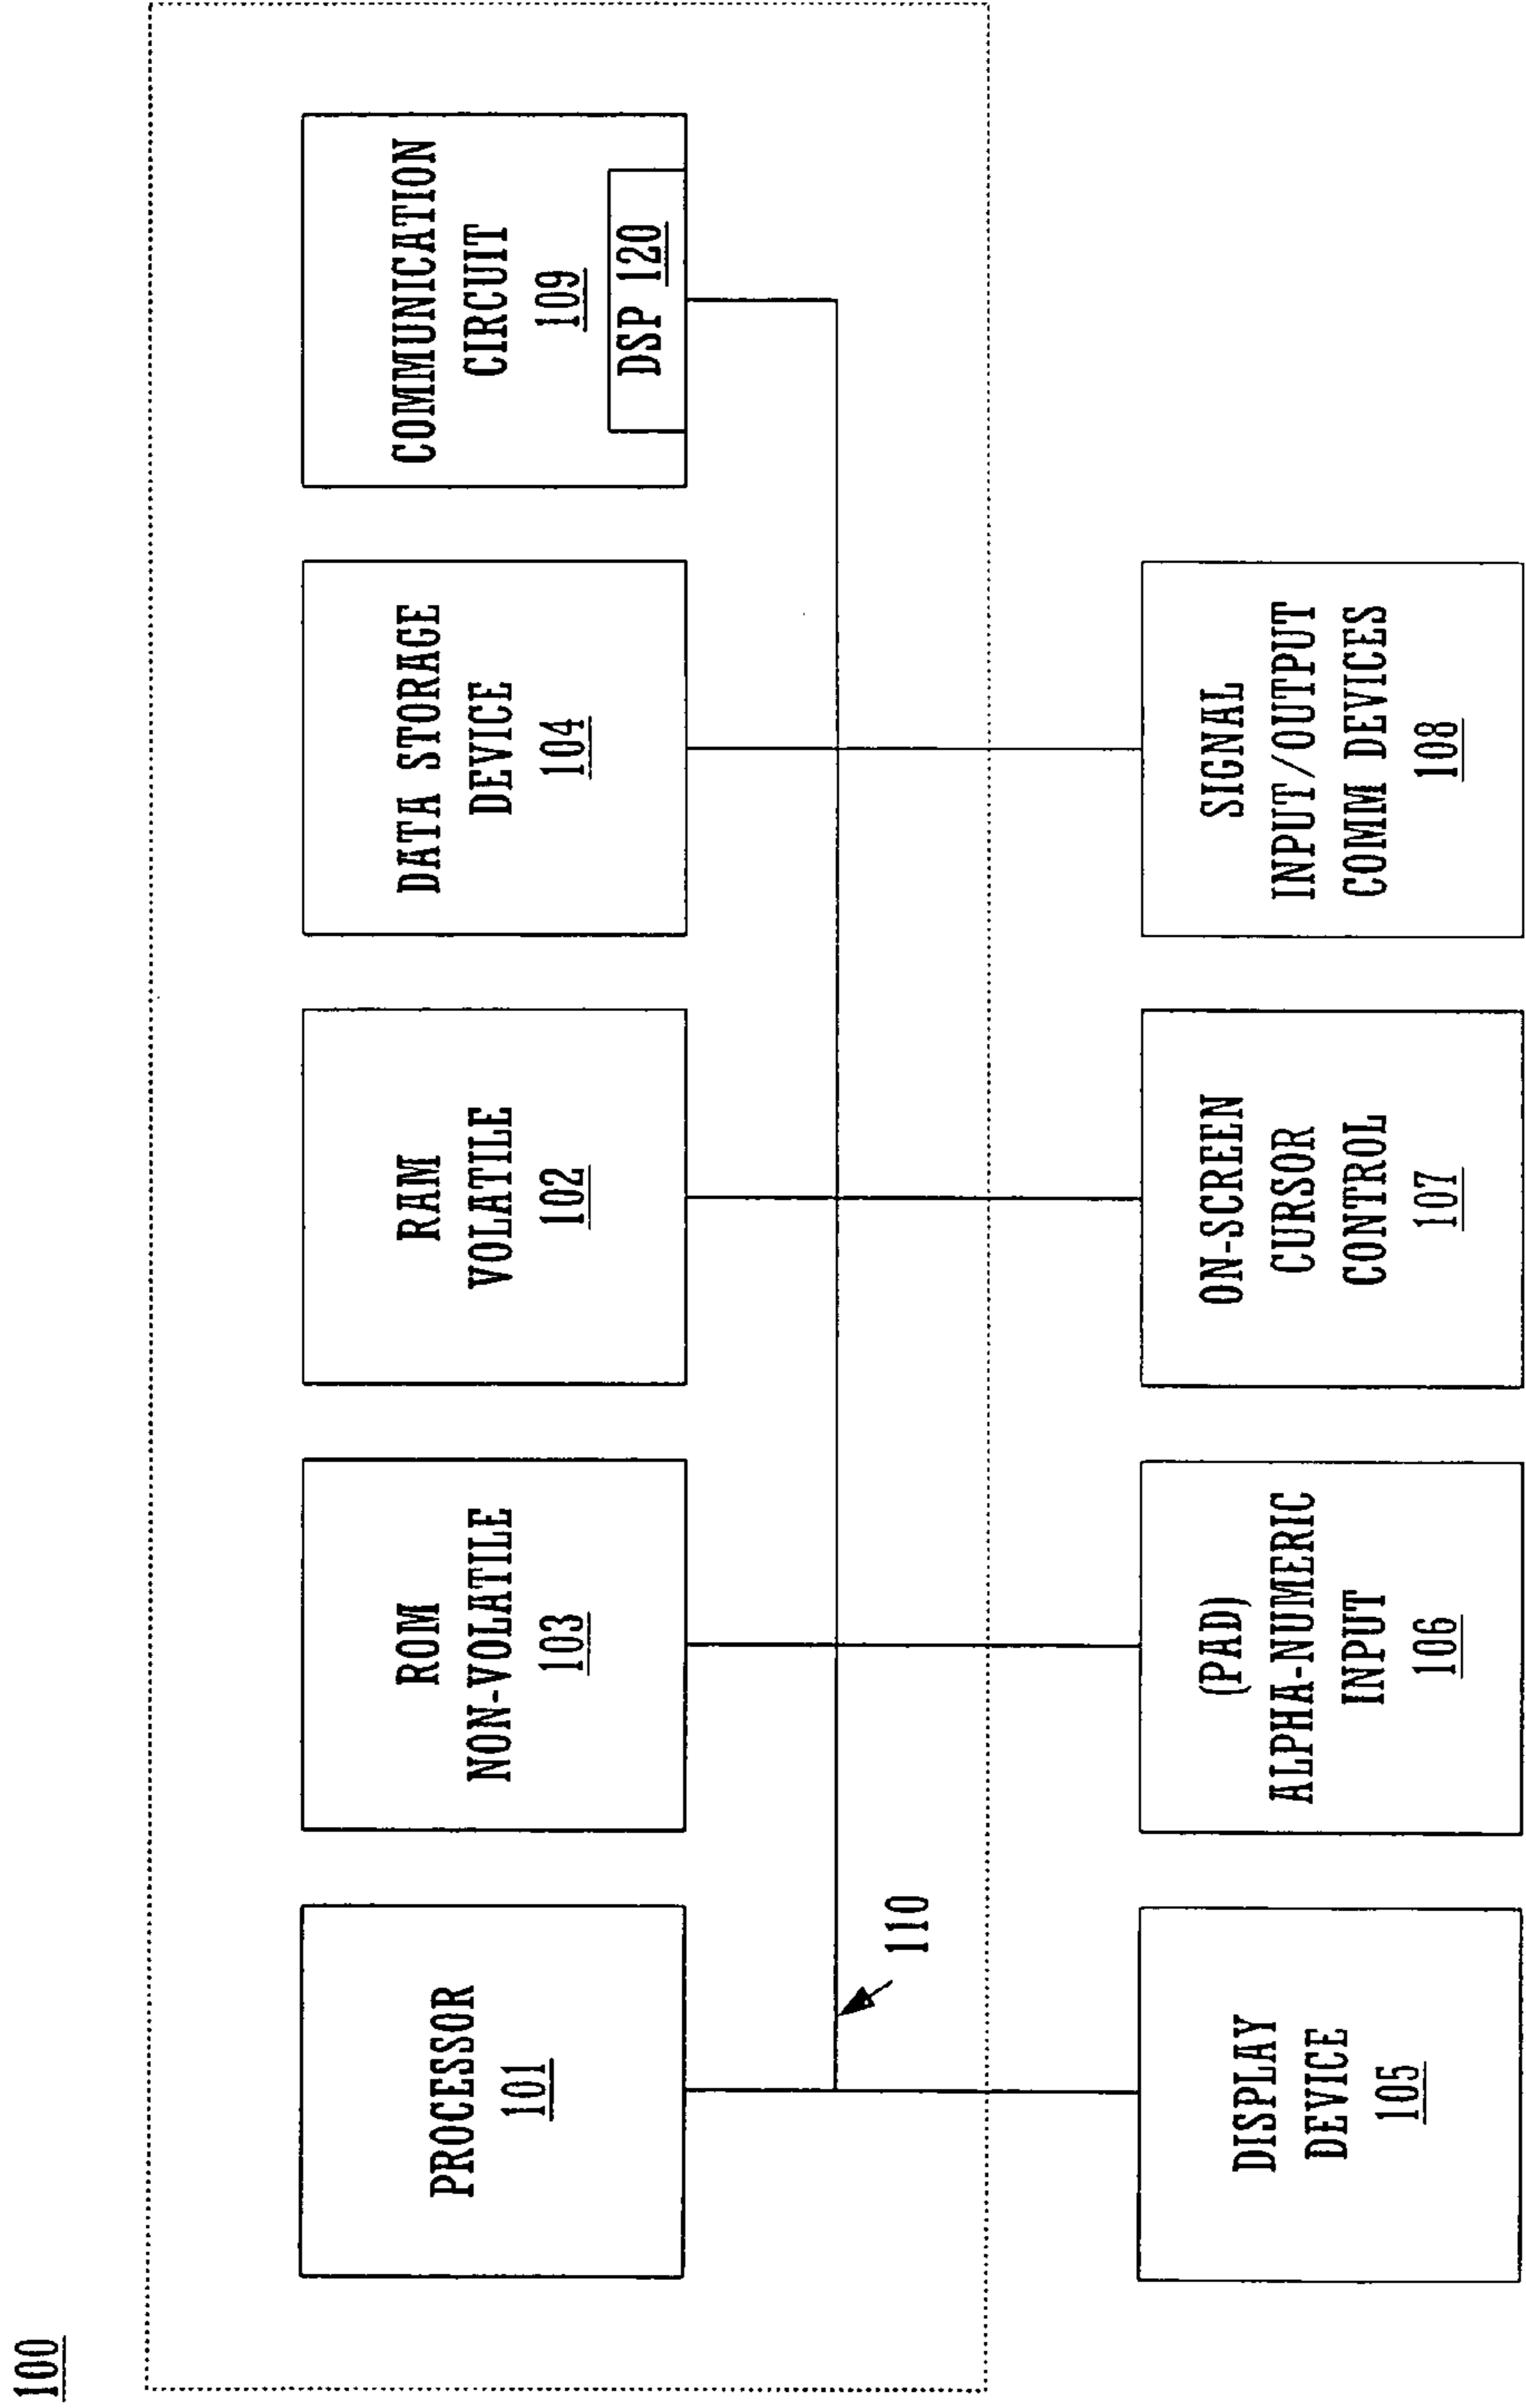 100
PROCESSOR
101
ROM
NON-VOLATILE
103
RAM
VOLATILE
102
DATA STORAGE
DEVICE
104
COMMUNICATION
CIRCUIT
109
DSP 120
110
DISPLAY
DEVICE
105
(PAD)
ALPHA-NUMERIC
INPUT
106
ON-SCREEN
CURSOR
CONTROL
107
SIGNAL
INPUT/OUTPUT
COMM DEVICES
108